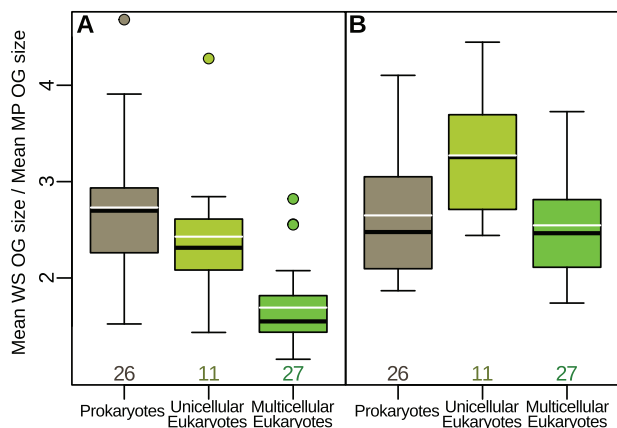 A
B
Mean WS OG size / Mean MP OG size
4
3
2
26
11
27
26
11
27
Prokaryotes
Unicellular
Eukaryotes
Multicellular
Eukaryotes
Prokaryotes
Unicellular
Eukaryotes
Multicellular
Eukaryotes